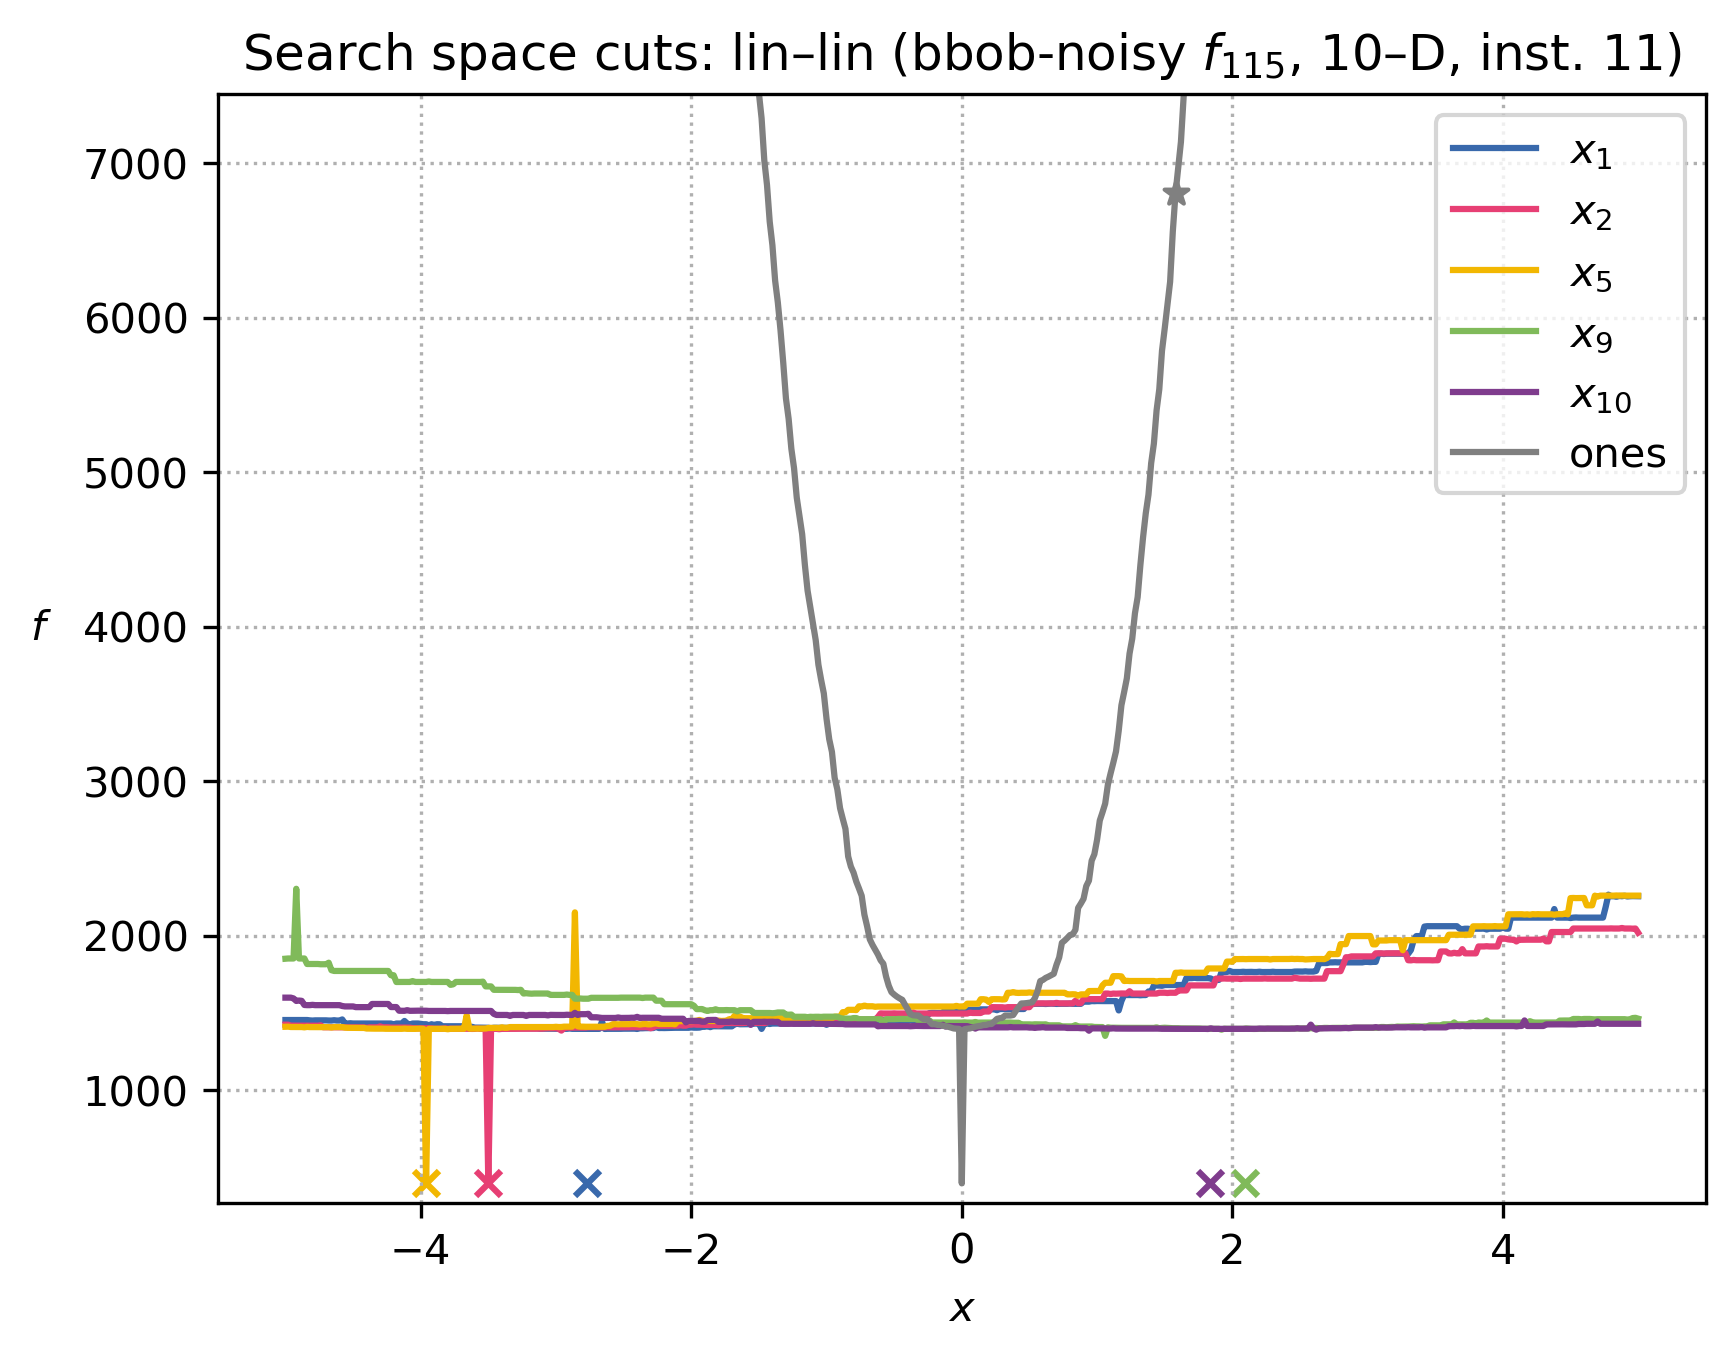 Search space cuts: lin–lin (bbob-noisy f₁₁₅, 10–D, inst. 11)
x₁
x₂
x₅
x₉
x₁₀
ones
7000
6000
5000
f
4000
3000
2000
1000
−4
−2
0
2
4
x